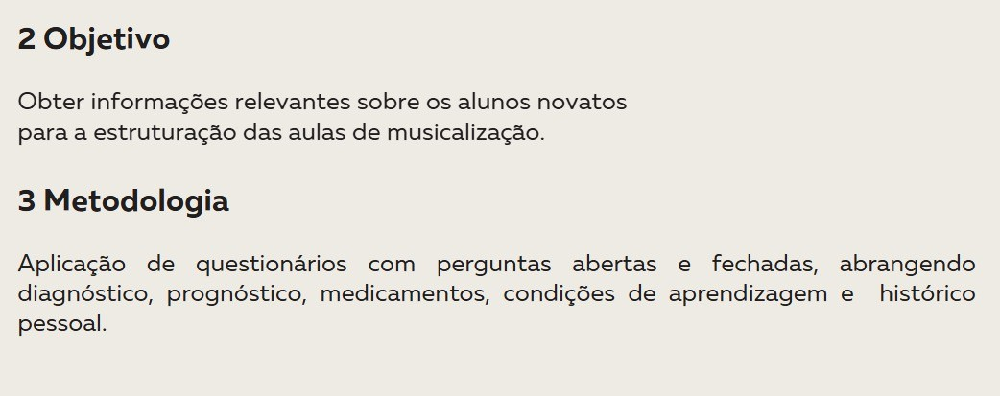 2 Objetivo
Obter informações relevantes sobre os alunos novatos
para a estruturação das aulas de musicalização.
3 Metodologia
Aplicação de questionários com perguntas abertas e fechadas, abrangendo
diagnóstico, prognóstico, medicamentos, condições de aprendizagem e histórico
pessoal.